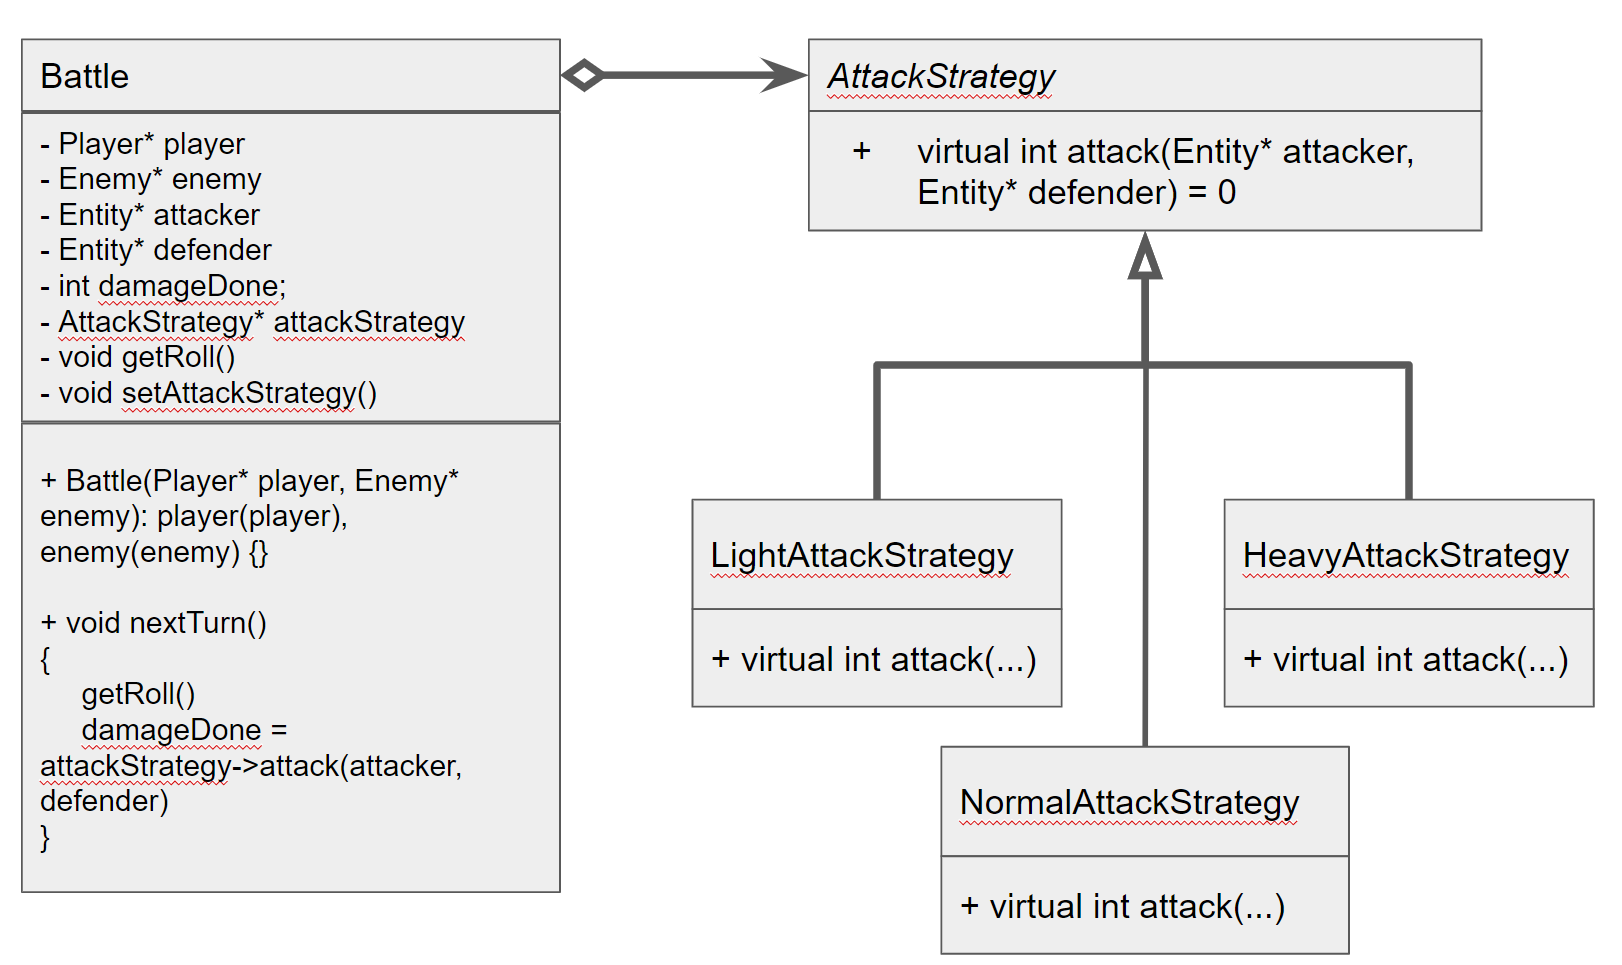 Battle
- Player* player
- Enemy* enemy
- Entity* attacker
- Entity* defender
- int damageDone;
- AttackStrategy* attackStrategy
- void getRoll()
- void setAttackStrategy()
+ Battle(Player* player, Enemy*
enemy): player(player),
enemy(enemy) {}
+ void nextTurn()
{
getRoll()
damageDone =
attackStrategy->attack(attacker,
defender)
}
AttackStrategy
+ virtual int attack(Entity* attacker,
Entity* defender) = 0
LightAttackStrategy
+ virtual int attack(...)
HeavyAttackStrategy
+ virtual int attack(...)
NormalAttackStrategy
+ virtual int attack(...)